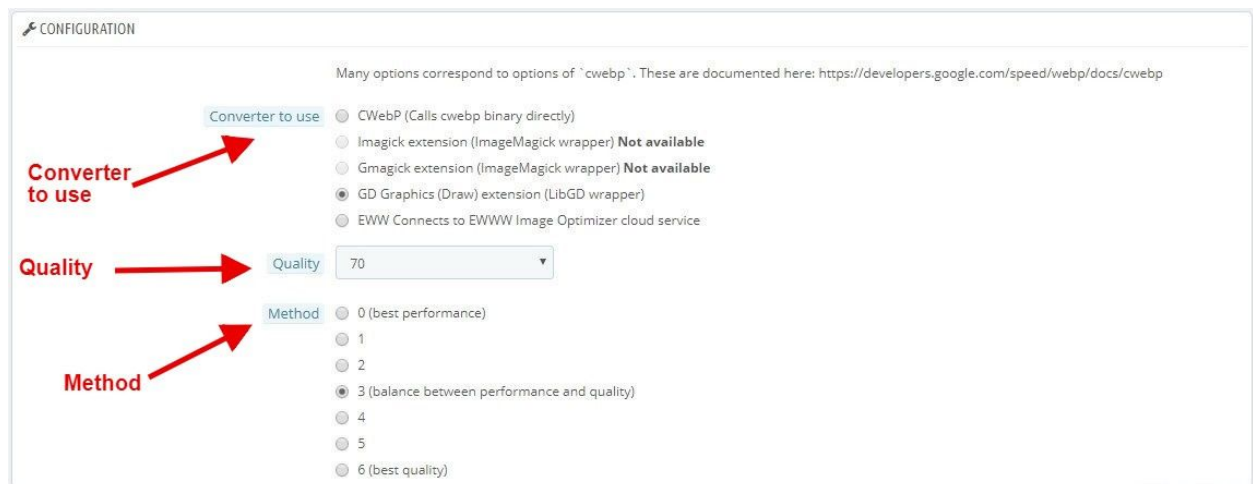 CONFIGURATION
Many options correspond to options of `cwebp`. These are documented here: https://developers.google.com/speed/webp/docs/cwebp
Converter to use
CWebP (Calls cwebp binary directly)
Imagick extension (ImageMagick wrapper) Not available
Gmagick extension (ImageMagick wrapper) Not available
GD Graphics (Draw) extension (LibGD wrapper)
EWW Connects to EWWW Image Optimizer cloud service
Converter
to use
Quality
Quality
70
Method
0 (best performance)
1
2
3 (balance between performance and quality)
4
5
6 (best quality)
Method